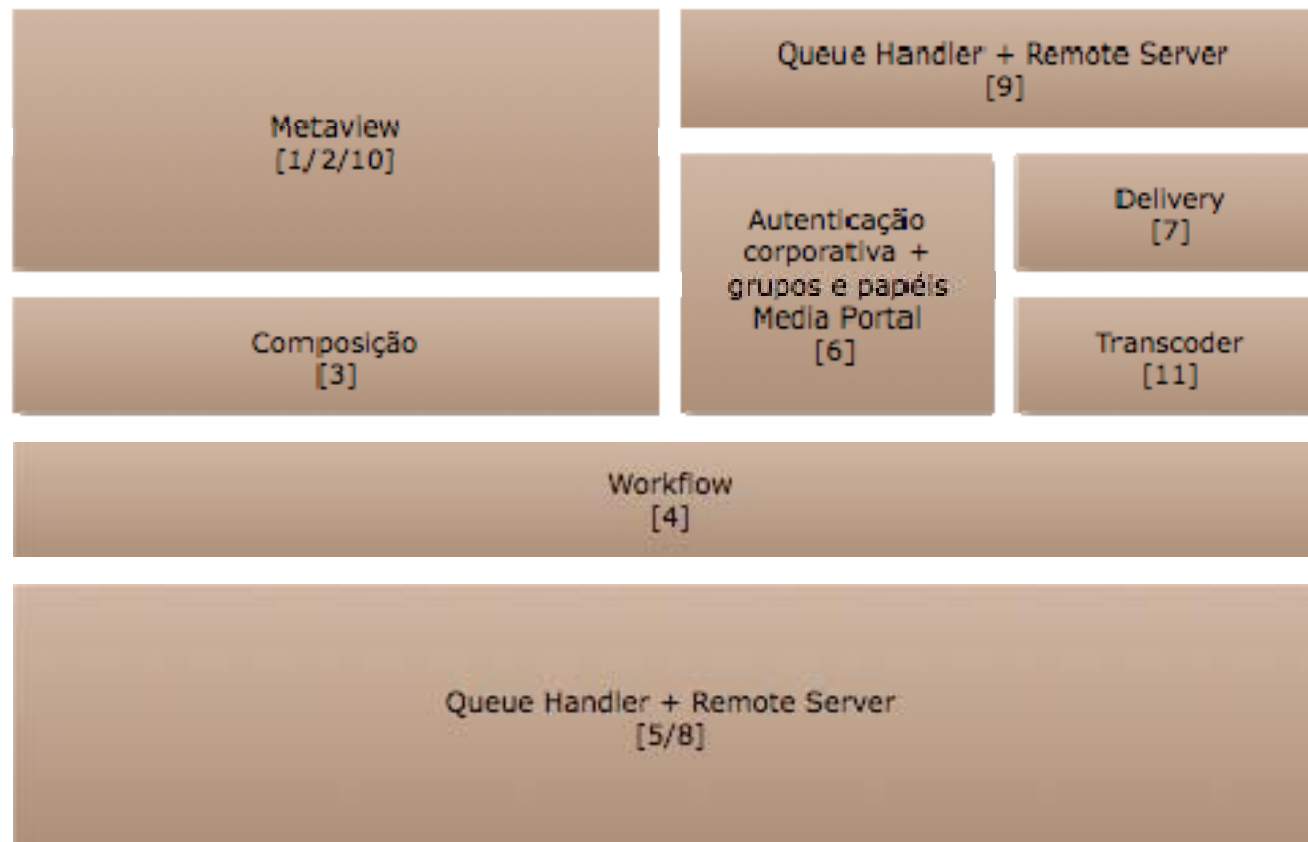 Metaview
[1/2/10]
Queue Handler + Remote Server
[9]
Autenticação
corporativa +
grupos e papéis
Media Portal
[6]
Delivery
[7]
Composição
[3]
Transcoder
[11]
Workflow
[4]
Queue Handler + Remote Server
[5/8]